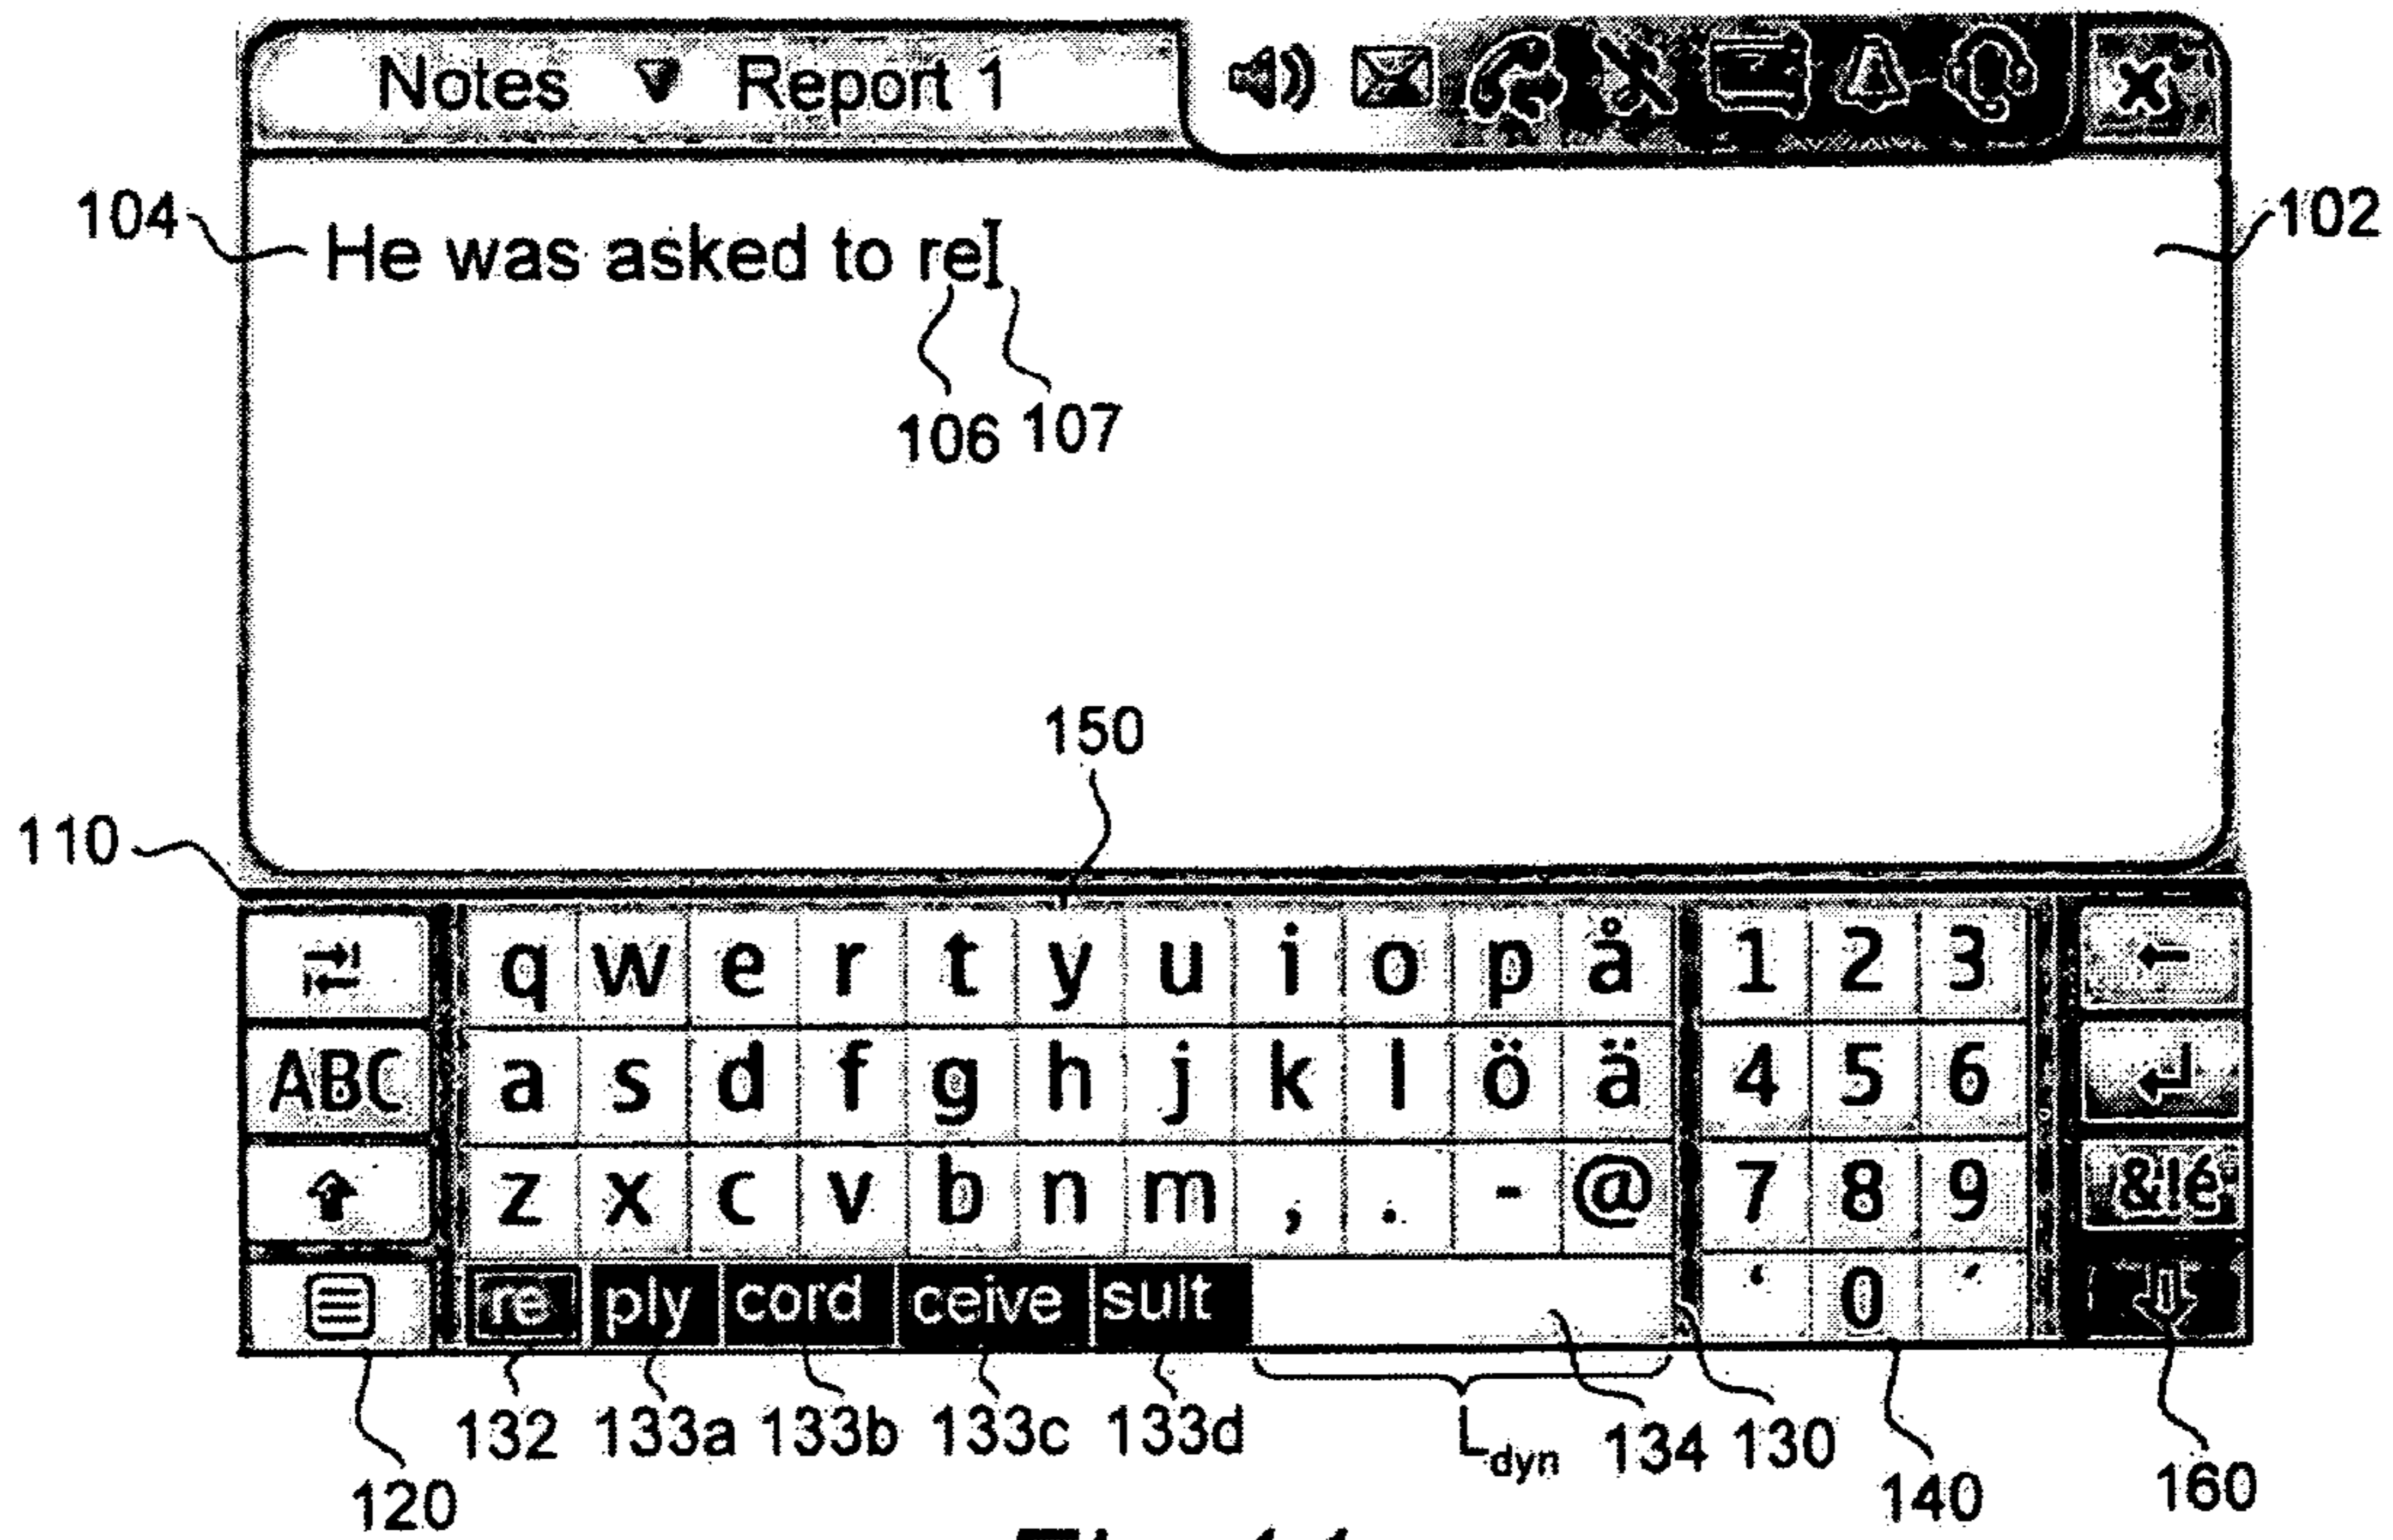 Notes Report 1
104 102
He was asked to re
106 107
150
110
q w e r t y u i o p å 1 2 3
ABC a s d f g h j k l ö ä 4 5 6
z x c v b n m , . - @ 7 8 9 &!é
re ply cord ceive sult ‘ 0 ´
132 133a 133b 133c 133d Ldyn 134 130
120 140 160